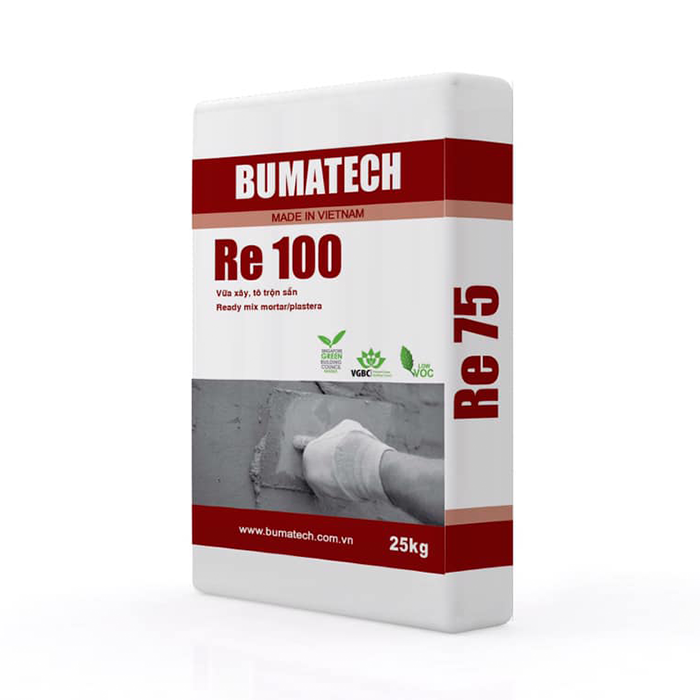 BUMATECH
MADE IN VIETNAM
Re 100
Vữa xây, tô trộn sẵn
Ready mix mortar/plastera
SINGAPORE
GREEN
BUILDING
COUNCIL
VGBC
LOW
VOC
www.bumatech.com.vn
25kg
Re 75